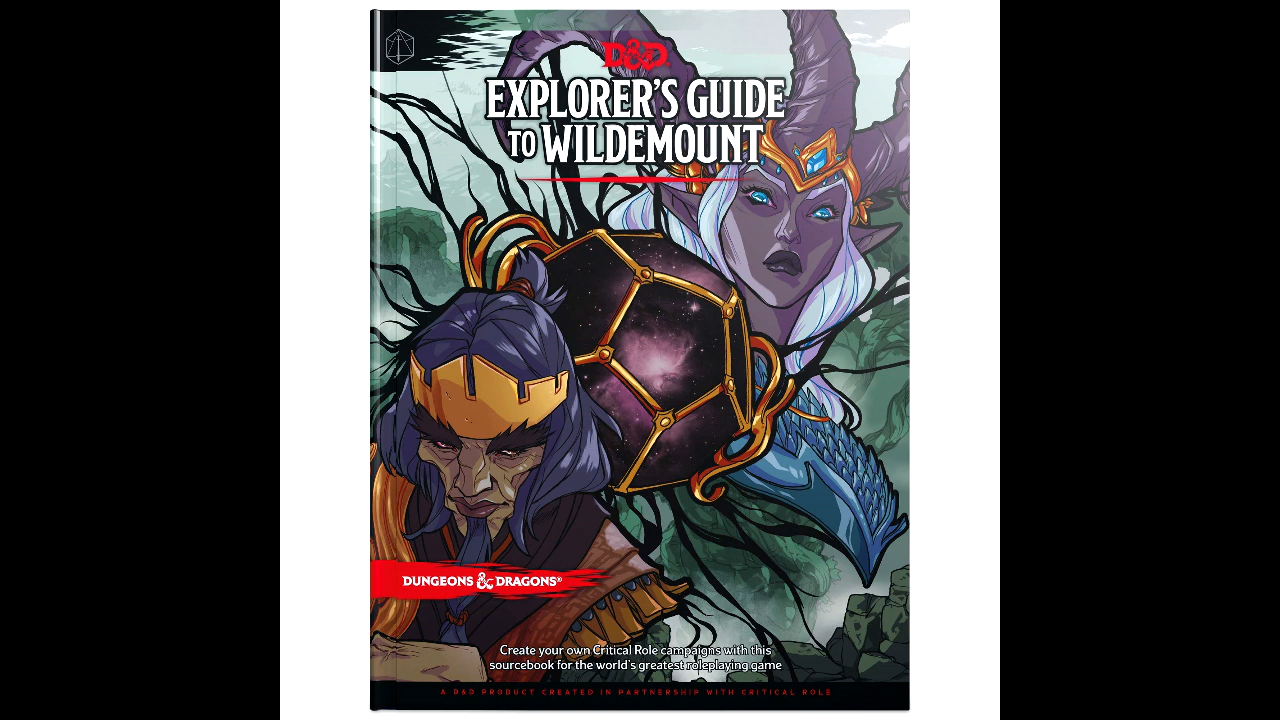 D&D
EXPLORER'S GUIDE
TO WILDEMOUNT
DUNGEONS & DRAGONS®
Create your own Critical Role campaigns with this
sourcebook for the world's greatest roleplaying game
A D&D PRODUCT CREATED IN PARTNERSHIP WITH CRITICAL ROLE